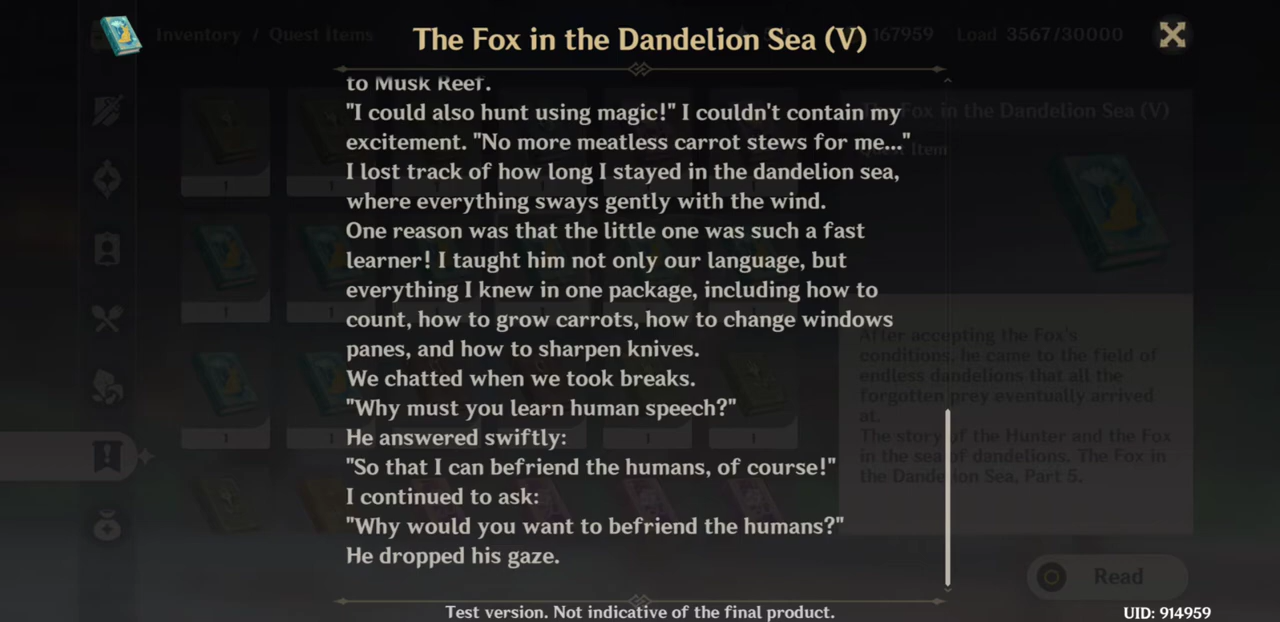 Inventory / Quest Items
The Fox in the Dandelion Sea (V)
167959
Load 3567/30000
to Musk Reef.
"I could also hunt using magic!" I couldn't contain my
excitement. "No more meatless carrot stews for me..."
I lost track of how long I stayed in the dandelion sea,
where everything sways gently with the wind.
One reason was that the little one was such a fast
learner! I taught him not only our language, but
everything I knew in one package, including how to
count, how to grow carrots, how to change windows
panes, and how to sharpen knives.
We chatted when we took breaks.
"Why must you learn human speech?"
He answered swiftly:
"So that I can befriend the humans, of course!"
I continued to ask:
"Why would you want to befriend the humans?"
He dropped his gaze.
Fox in the Dandelion Sea (V)
Quest Item
After accepting the Fox's
conditions, he came to the field of
endless dandelions that all the
forgotten prey eventually arrived
at.
The story of the Hunter and the Fox
in the sea of dandelions. The Fox in
the Dandelion Sea, Part 5.
Read
Test version. Not indicative of the final product.
UID: 914959